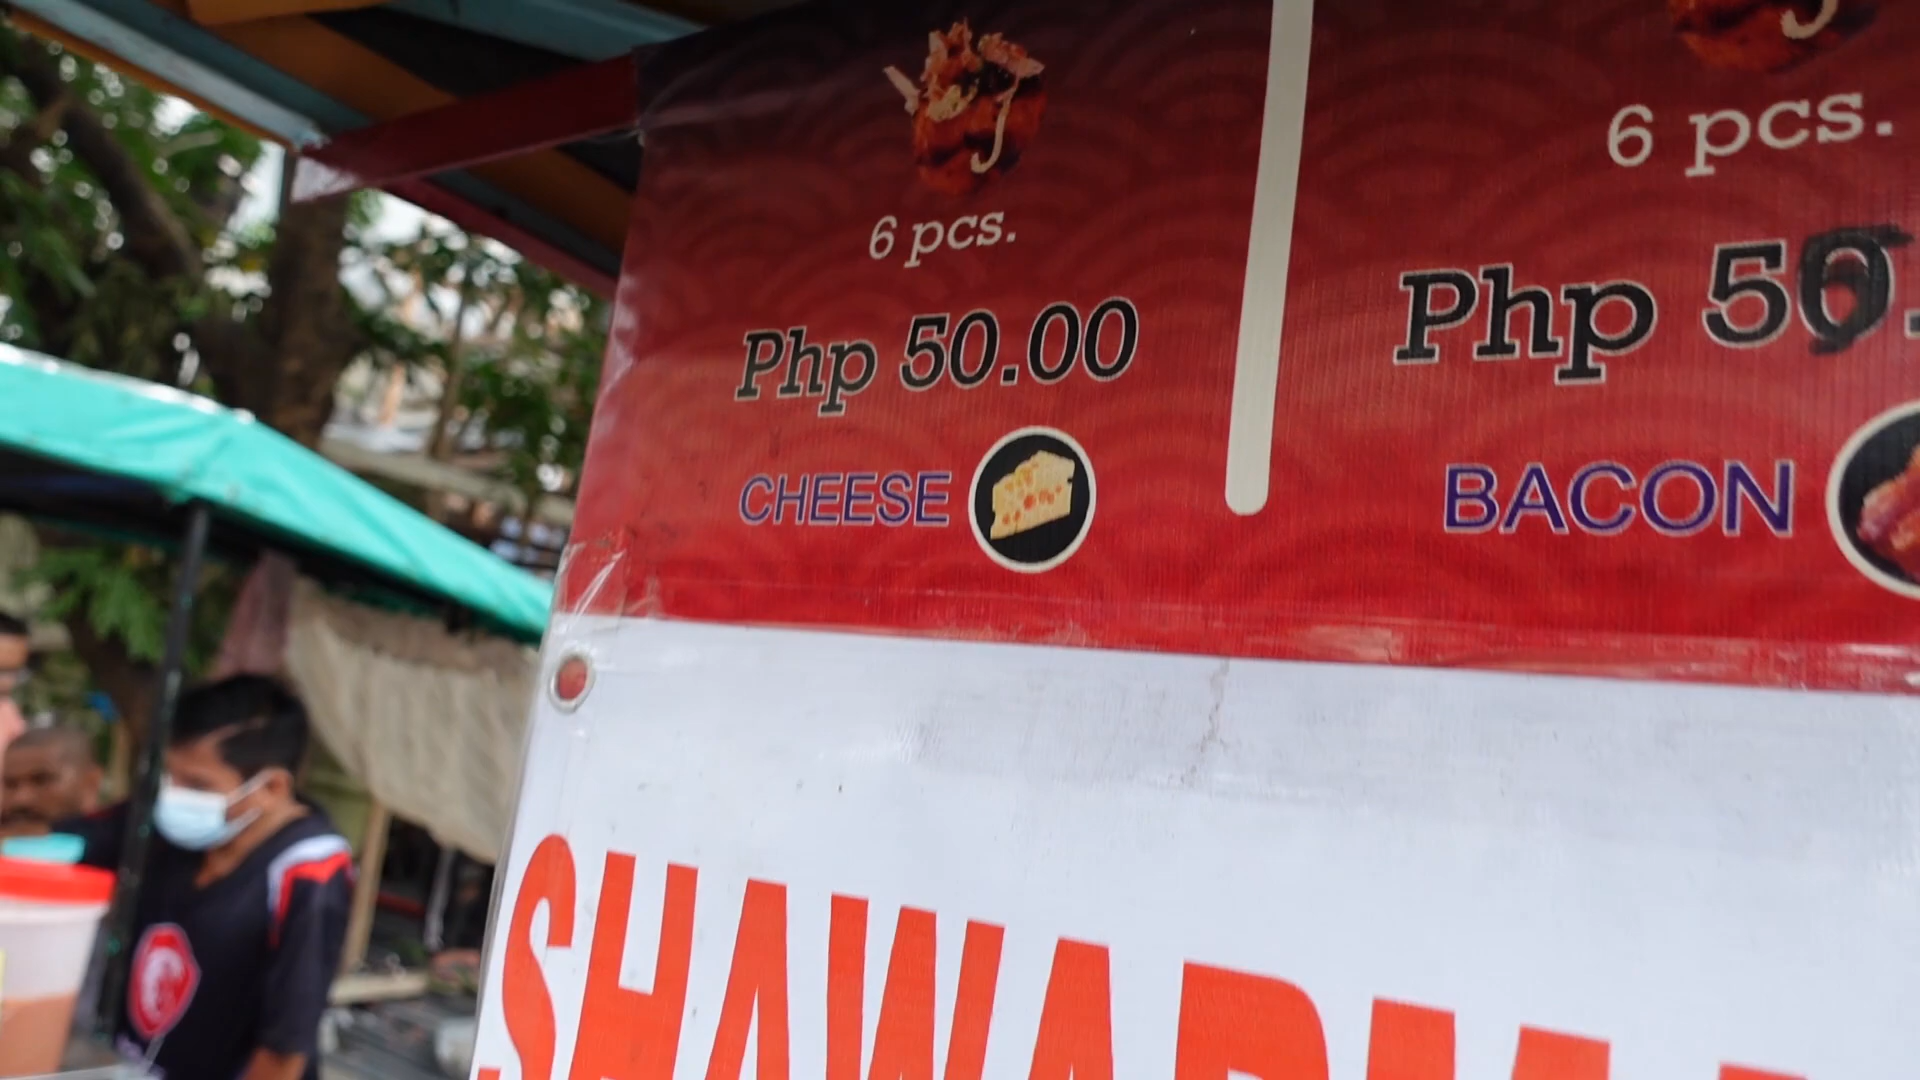 6 pcs.
Php 50.00
CHEESE
6 pcs.
Php 50.
BACON
SHAWARMA